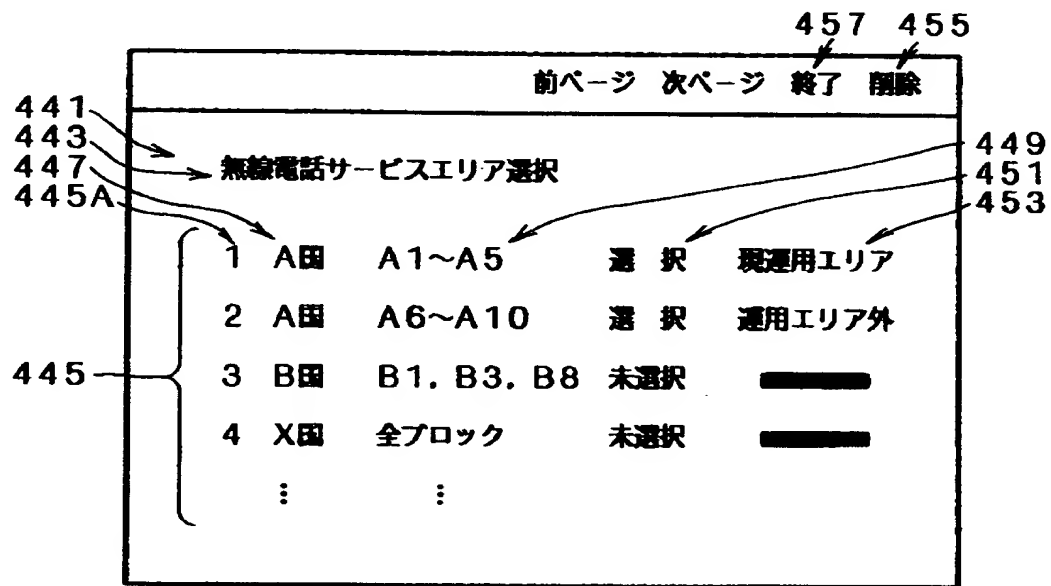 457 455
前ページ 次ページ 終了 削除
441
443 無線電話サービスエリア選択 449
447 451
445A 453
1 A国 A1～A5 選 択 現運用エリア
2 A国 A6～A10 選 択 運用エリア外
445 3 B国 B1. B3. B8 未選択
4 X国 全ブロック 未選択
⋮ ⋮